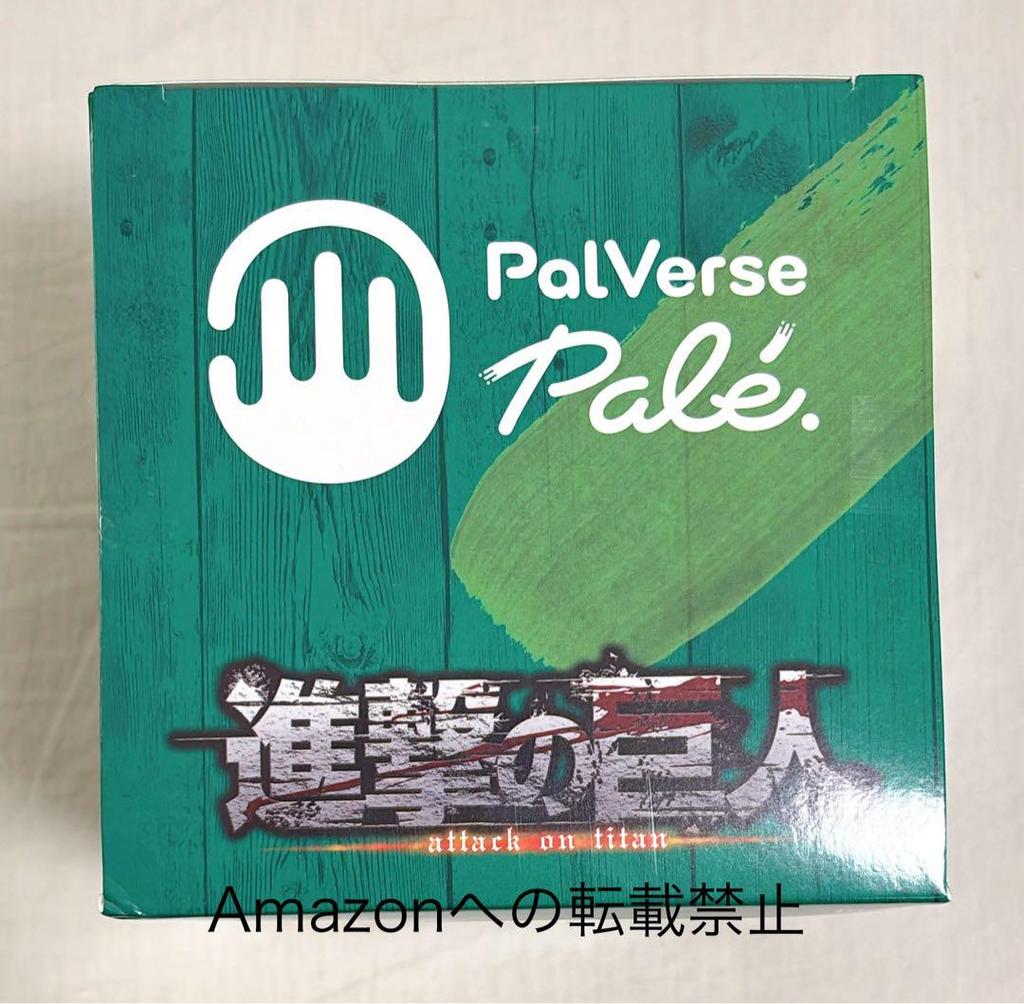 PalVerse
Palé.
進撃の巨人
attack on titan
Amazonへの転載禁止